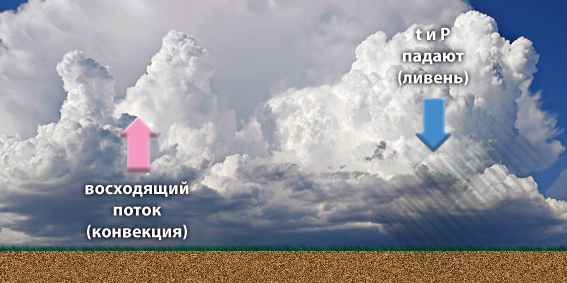 восходящий
поток
(конвекция)
t и P
падают
(ливень)